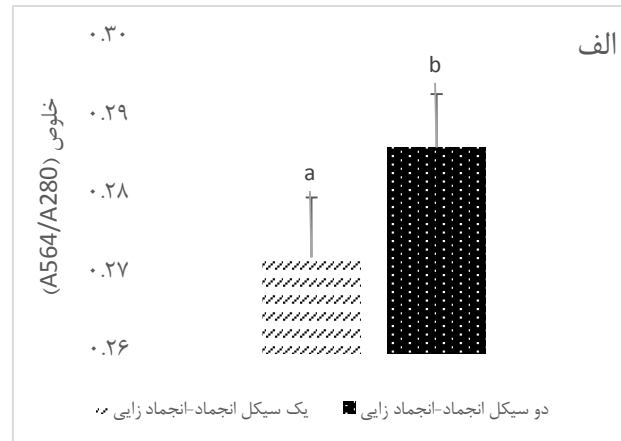 الف
۰.۳۰
۰.۲۹
۰.۲۸
۰.۲۷
۰.۲۶
خلوص (A564/A280)
a
b
یک سیکل انجماد-انجماد زایی
دو سیکل انجماد-انجماد زایی